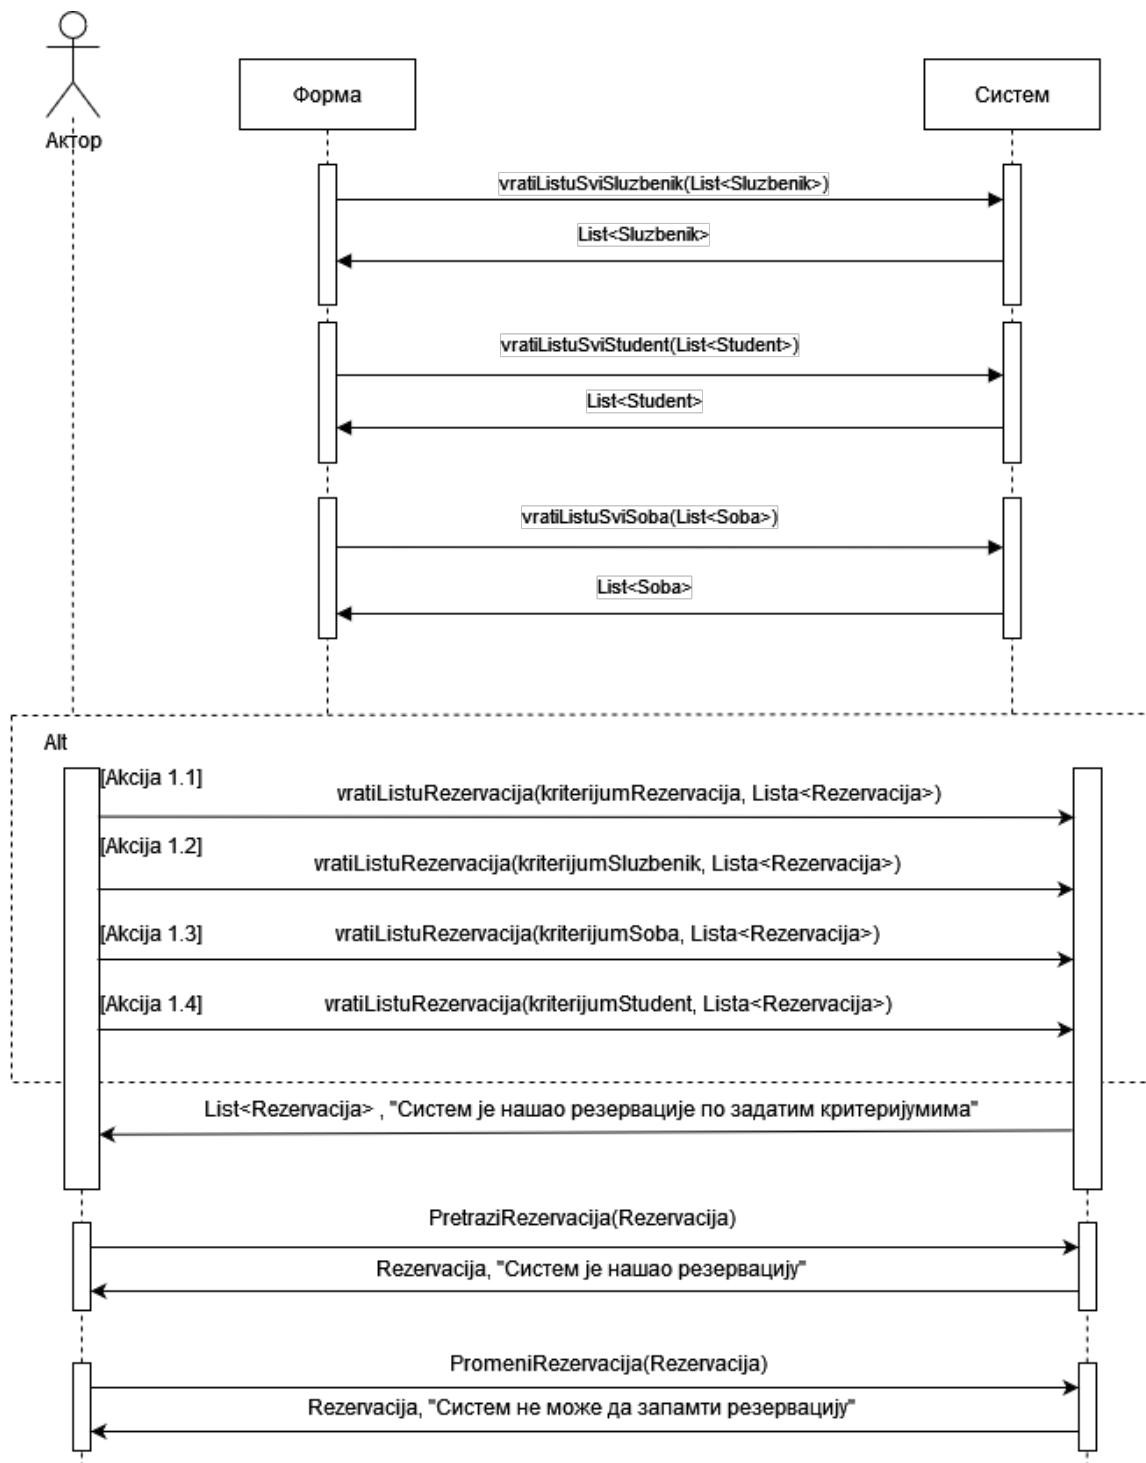 Актор
Форма
Систем
vratiListuSviSluzbenik(List<Sluzbenik>)
List<Sluzbenik>
vratiListuSviStudent(List<Student>)
List<Student>
vratiListuSviSoba(List<Soba>)
List<Soba>
Alt
[Akcija 1.1]
vratiListuRezervacija(kriterijumRezervacija, Lista<Rezervacija>)
[Akcija 1.2]
vratiListuRezervacija(kriterijumSluzbenik, Lista<Rezervacija>)
[Akcija 1.3]
vratiListuRezervacija(kriterijumSoba, Lista<Rezervacija>)
[Akcija 1.4]
vratiListuRezervacija(kriterijumStudent, Lista<Rezervacija>)
List<Rezervacija> , "Систем је нашао резервације по задатим критеријумима"
PretraziRezervacija(Rezervacija)
Rezervacija, "Систем је нашао резервацију"
PromeniRezervacija(Rezervacija)
Rezervacija, "Систем не може да запамти резервацију"